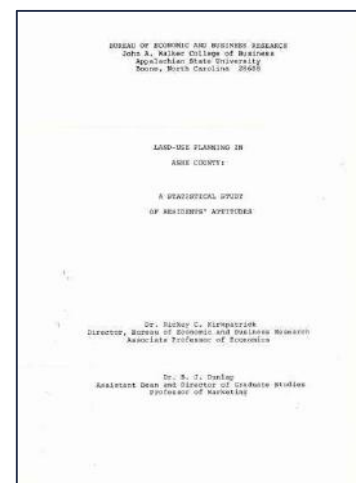 BUREAU OF ECONOMIC AND BUSINESS RESEARCH
John A. Walker College of Business
Appalachian State University
Boone, North Carolina 28608
LAND-USE PLANNING IN
ASHE COUNTY:
A STATISTICAL STUDY
OF RESIDENTS' ATTITUDES
Dr. Rickey C. Kirkpatrick
Director, Bureau of Economic and Business Research
Associate Professor of Economics
Dr. B. J. Dunlap
Assistant Dean and Director of Graduate Studies
Professor of Marketing